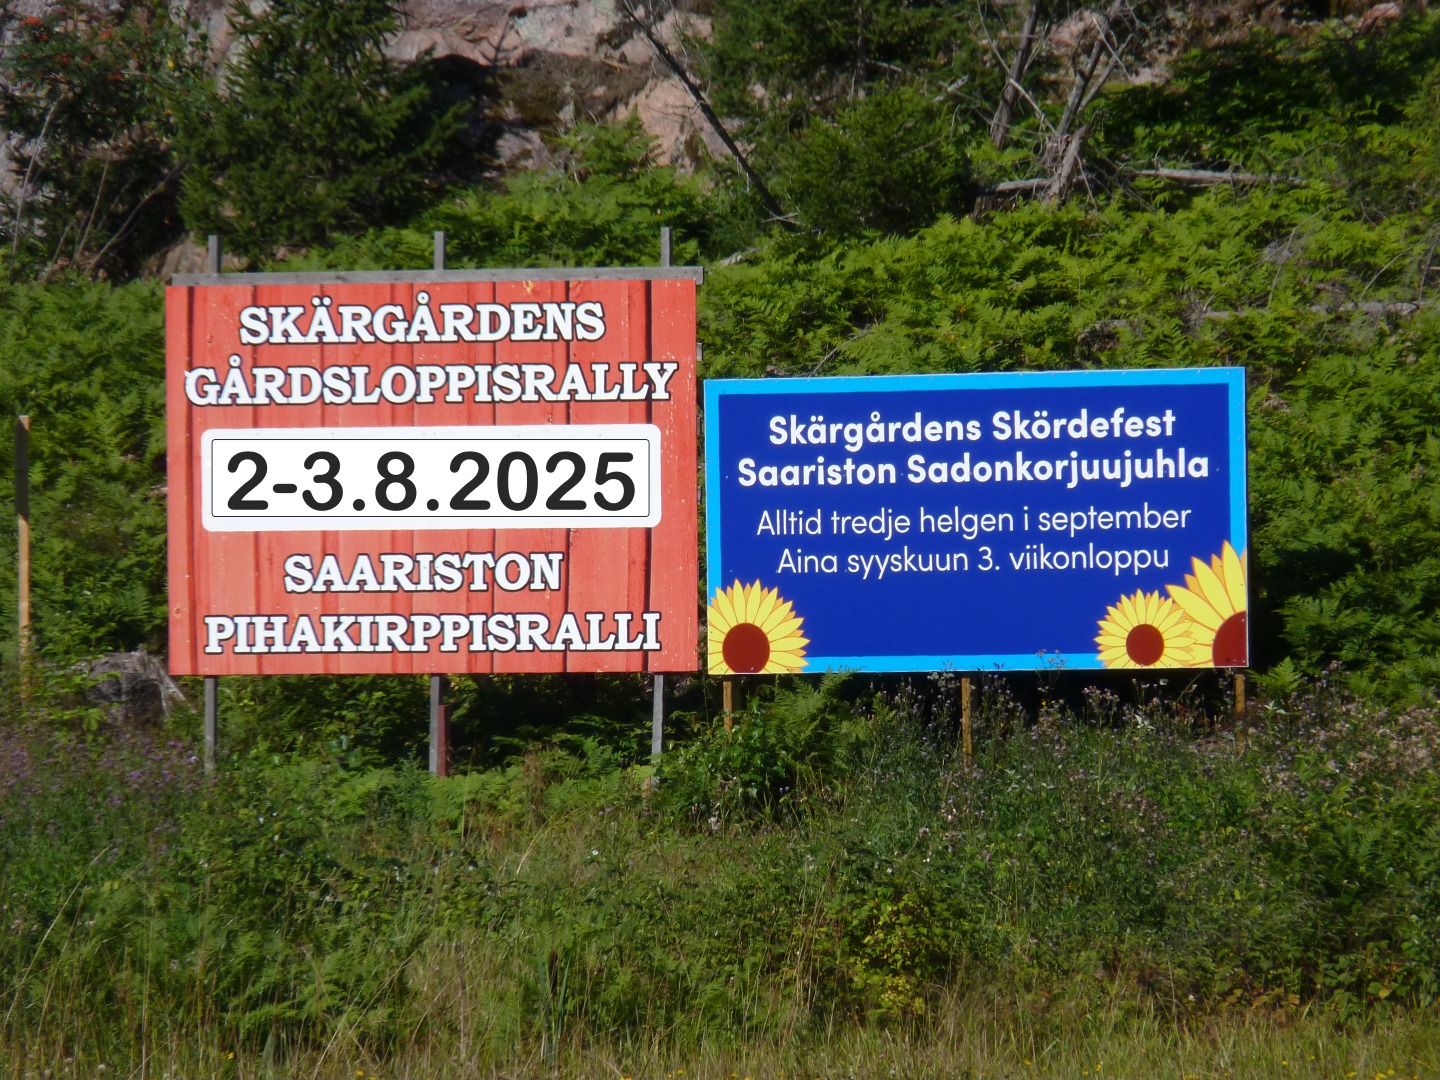 SKÄRGÅRDENS
GÅRDSLOPPISRALLY
2-3.8.2025
SAARISTON
PIHAKIRPPISRALLI
Skärgårdens Skördefest
Saariston Sadonkorjuujuhla
Alltid tredje helgen i september
Aina syyskuun 3. viikonloppu